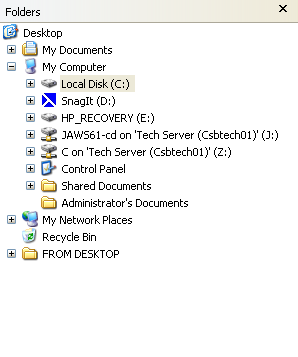 Folders
Desktop
My Documents
My Computer
Local Disk (C:)
SnagIt (D:)
HP_RECOVERY (E:)
JAWS61-cd on 'Tech Server (Csbtech01)' (J:)
C on 'Tech Server (Csbtech01)' (Z:)
Control Panel
Shared Documents
Administrator's Documents
My Network Places
Recycle Bin
FROM DESKTOP